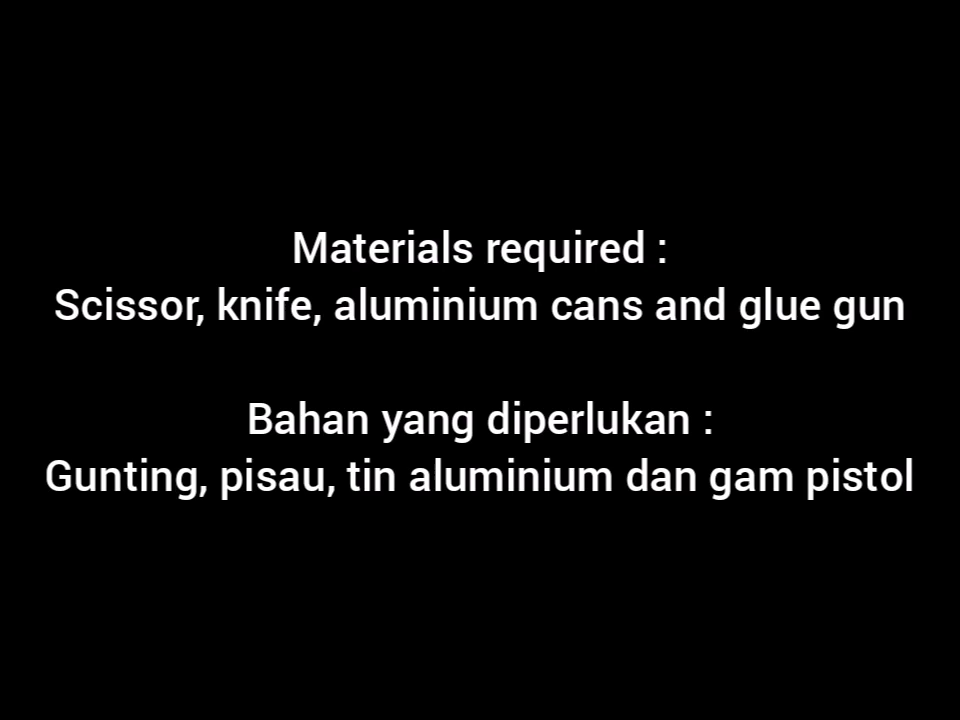 Materials required :
Scissor, knife, aluminium cans and glue gun
Bahan yang diperlukan :
Gunting, pisau, tin aluminium dan gam pistol